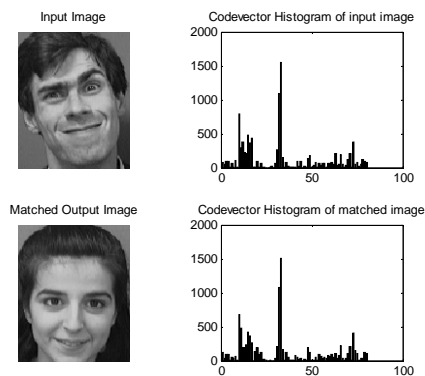 Input Image
Codevector Histogram of input image
2000
1500
1000
500
0
0 50 100
Matched Output Image
Codevector Histogram of matched image
2000
1500
1000
500
0
0 50 100